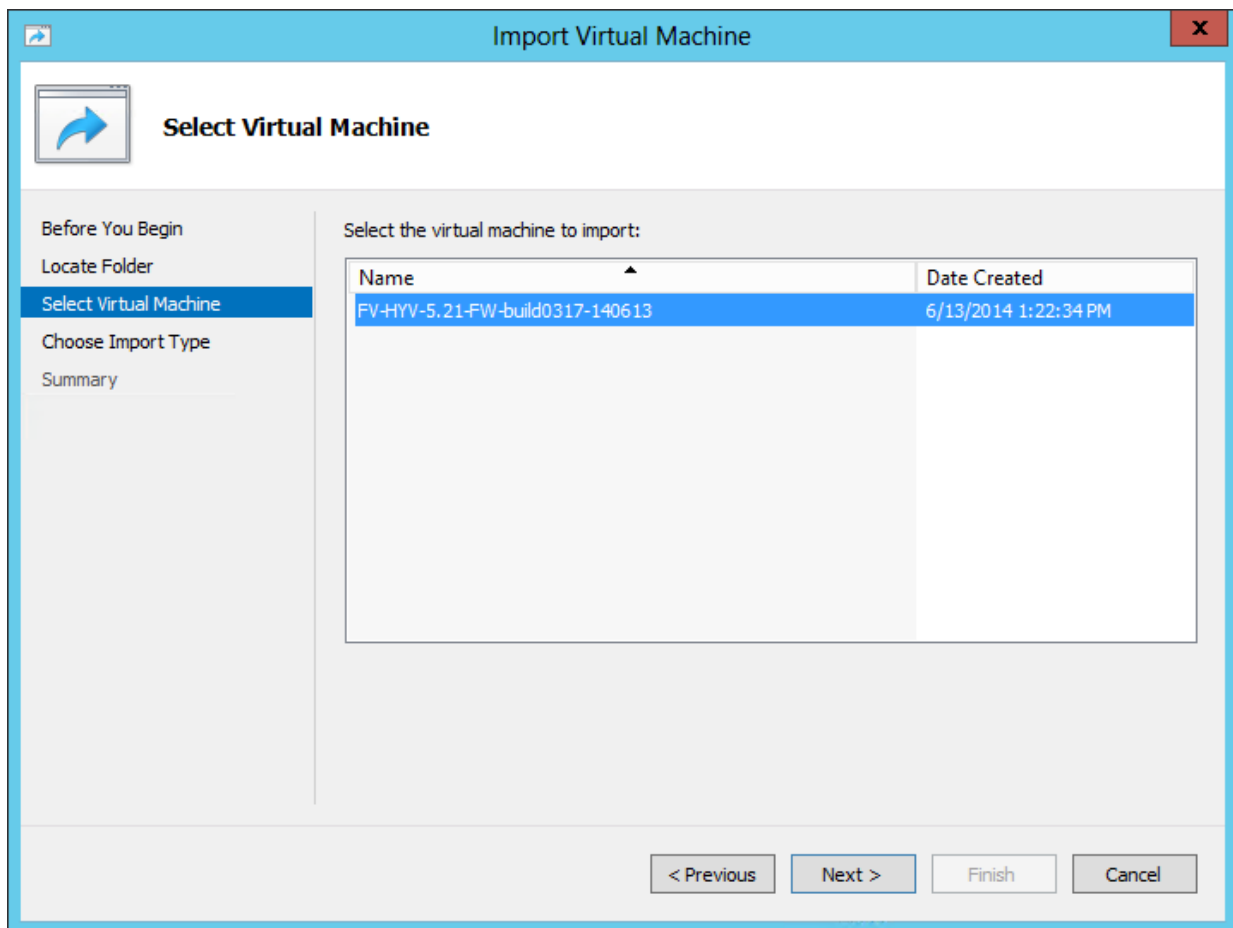 Import Virtual Machine
x
Select Virtual Machine
Before You Begin
Locate Folder
Select Virtual Machine
Choose Import Type
Summary
Select the virtual machine to import:
Name Date Created
FV-HYV-5.21-FW-build0317-140613 6/13/2014 1:22:34 PM
< Previous Next > Finish Cancel